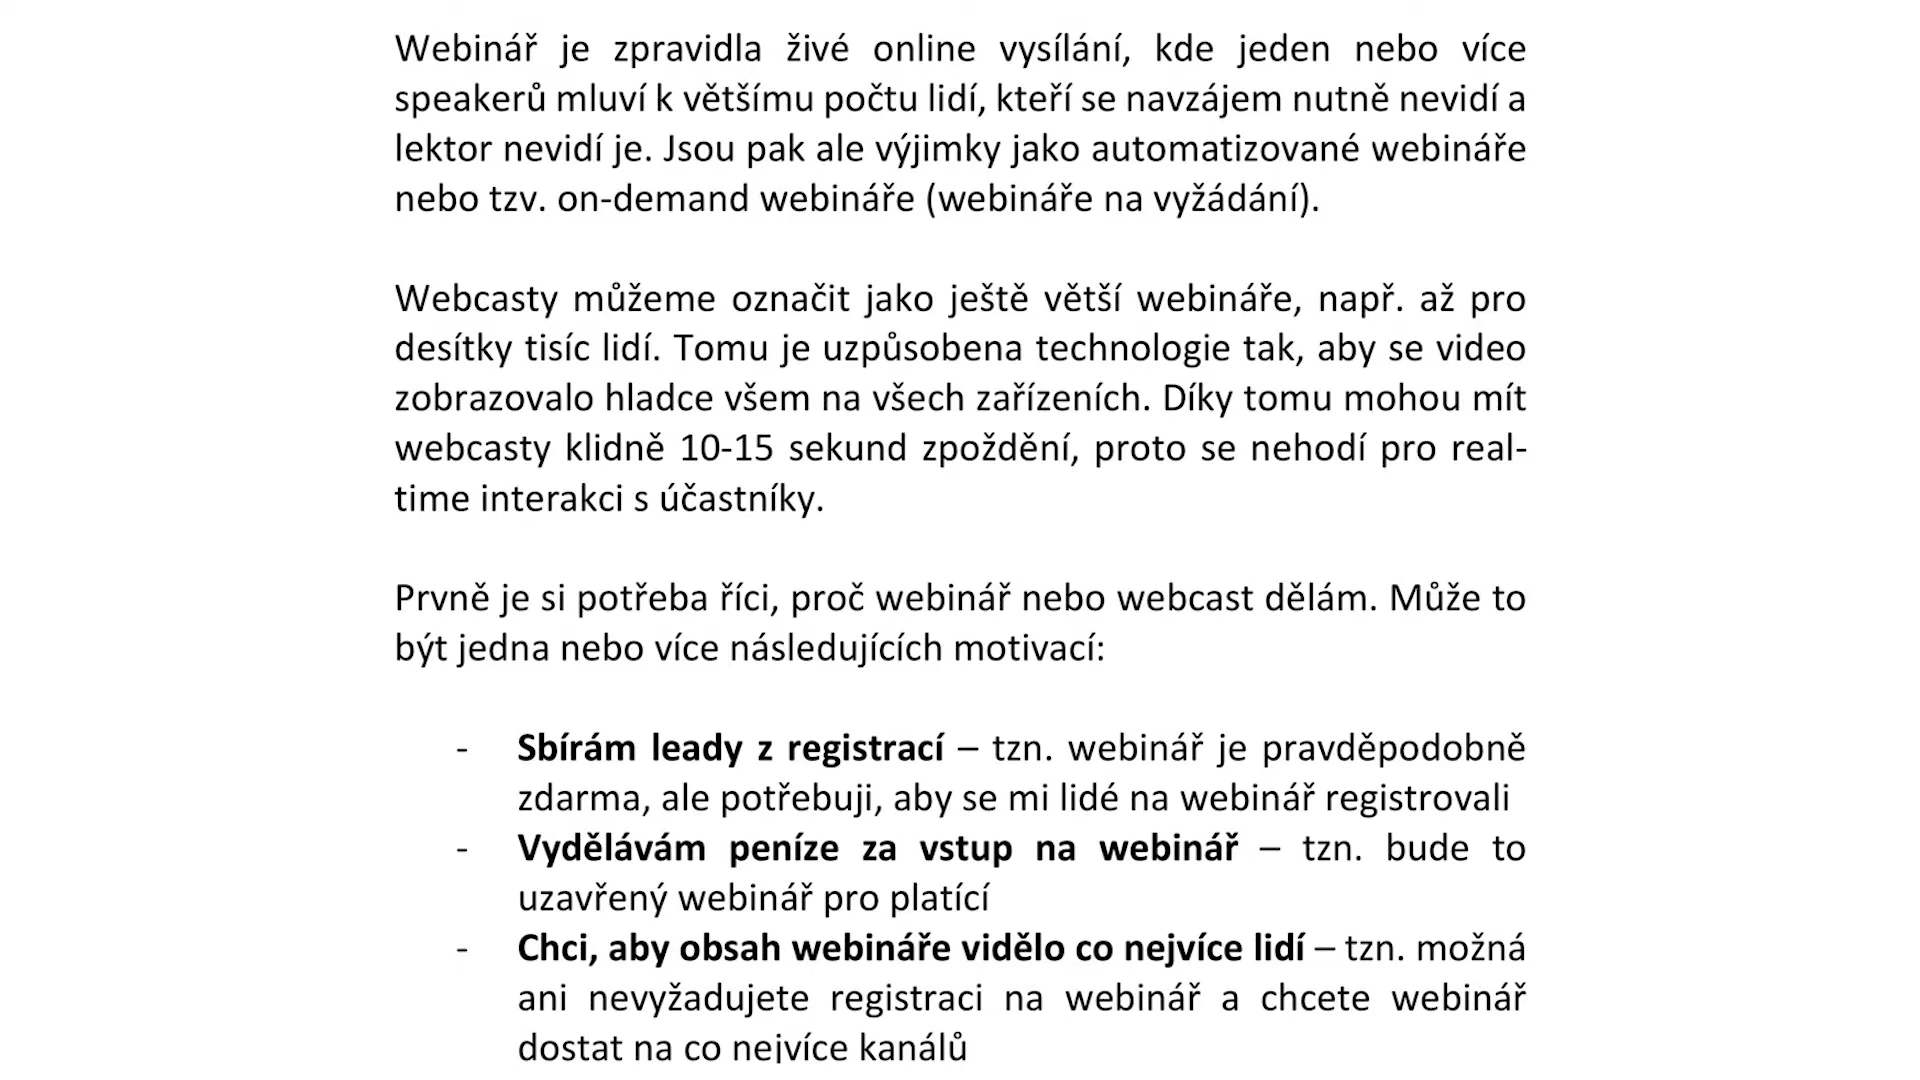 Webinář je zpravidla živé online vysílání, kde jeden nebo více
speakerů mluví k většímu počtu lidí, kteří se navzájem nutně nevidí a
lektor nevidí je. Jsou pak ale výjimky jako automatizované webináře
nebo tzv. on-demand webináře (webináře na vyžádání).
Webcasty můžeme označit jako ještě větší webináře, např. až pro
desítky tisíc lidí. Tomu je uzpůsobena technologie tak, aby se video
zobrazovalo hladce všem na všech zařízeních. Díky tomu mohou mít
webcasty klidně 10-15 sekund zpoždění, proto se nehodí pro real-
time interakci s účastníky.
Prvně je si potřeba říci, proč webinář nebo webcast dělám. Může to
být jedna nebo více následujících motivací:
- Sbírám leady z registrací – tzn. webinář je pravděpodobně
zdarma, ale potřebuji, aby se mi lidé na webinář registrovali
- Vydělávám peníze za vstup na webinář – tzn. bude to
uzavřený webinář pro platící
- Chci, aby obsah webináře vidělo co nejvíce lidí – tzn. možná
ani nevyžadujete registraci na webinář a chcete webinář
dostat na co nejvíce kanálů